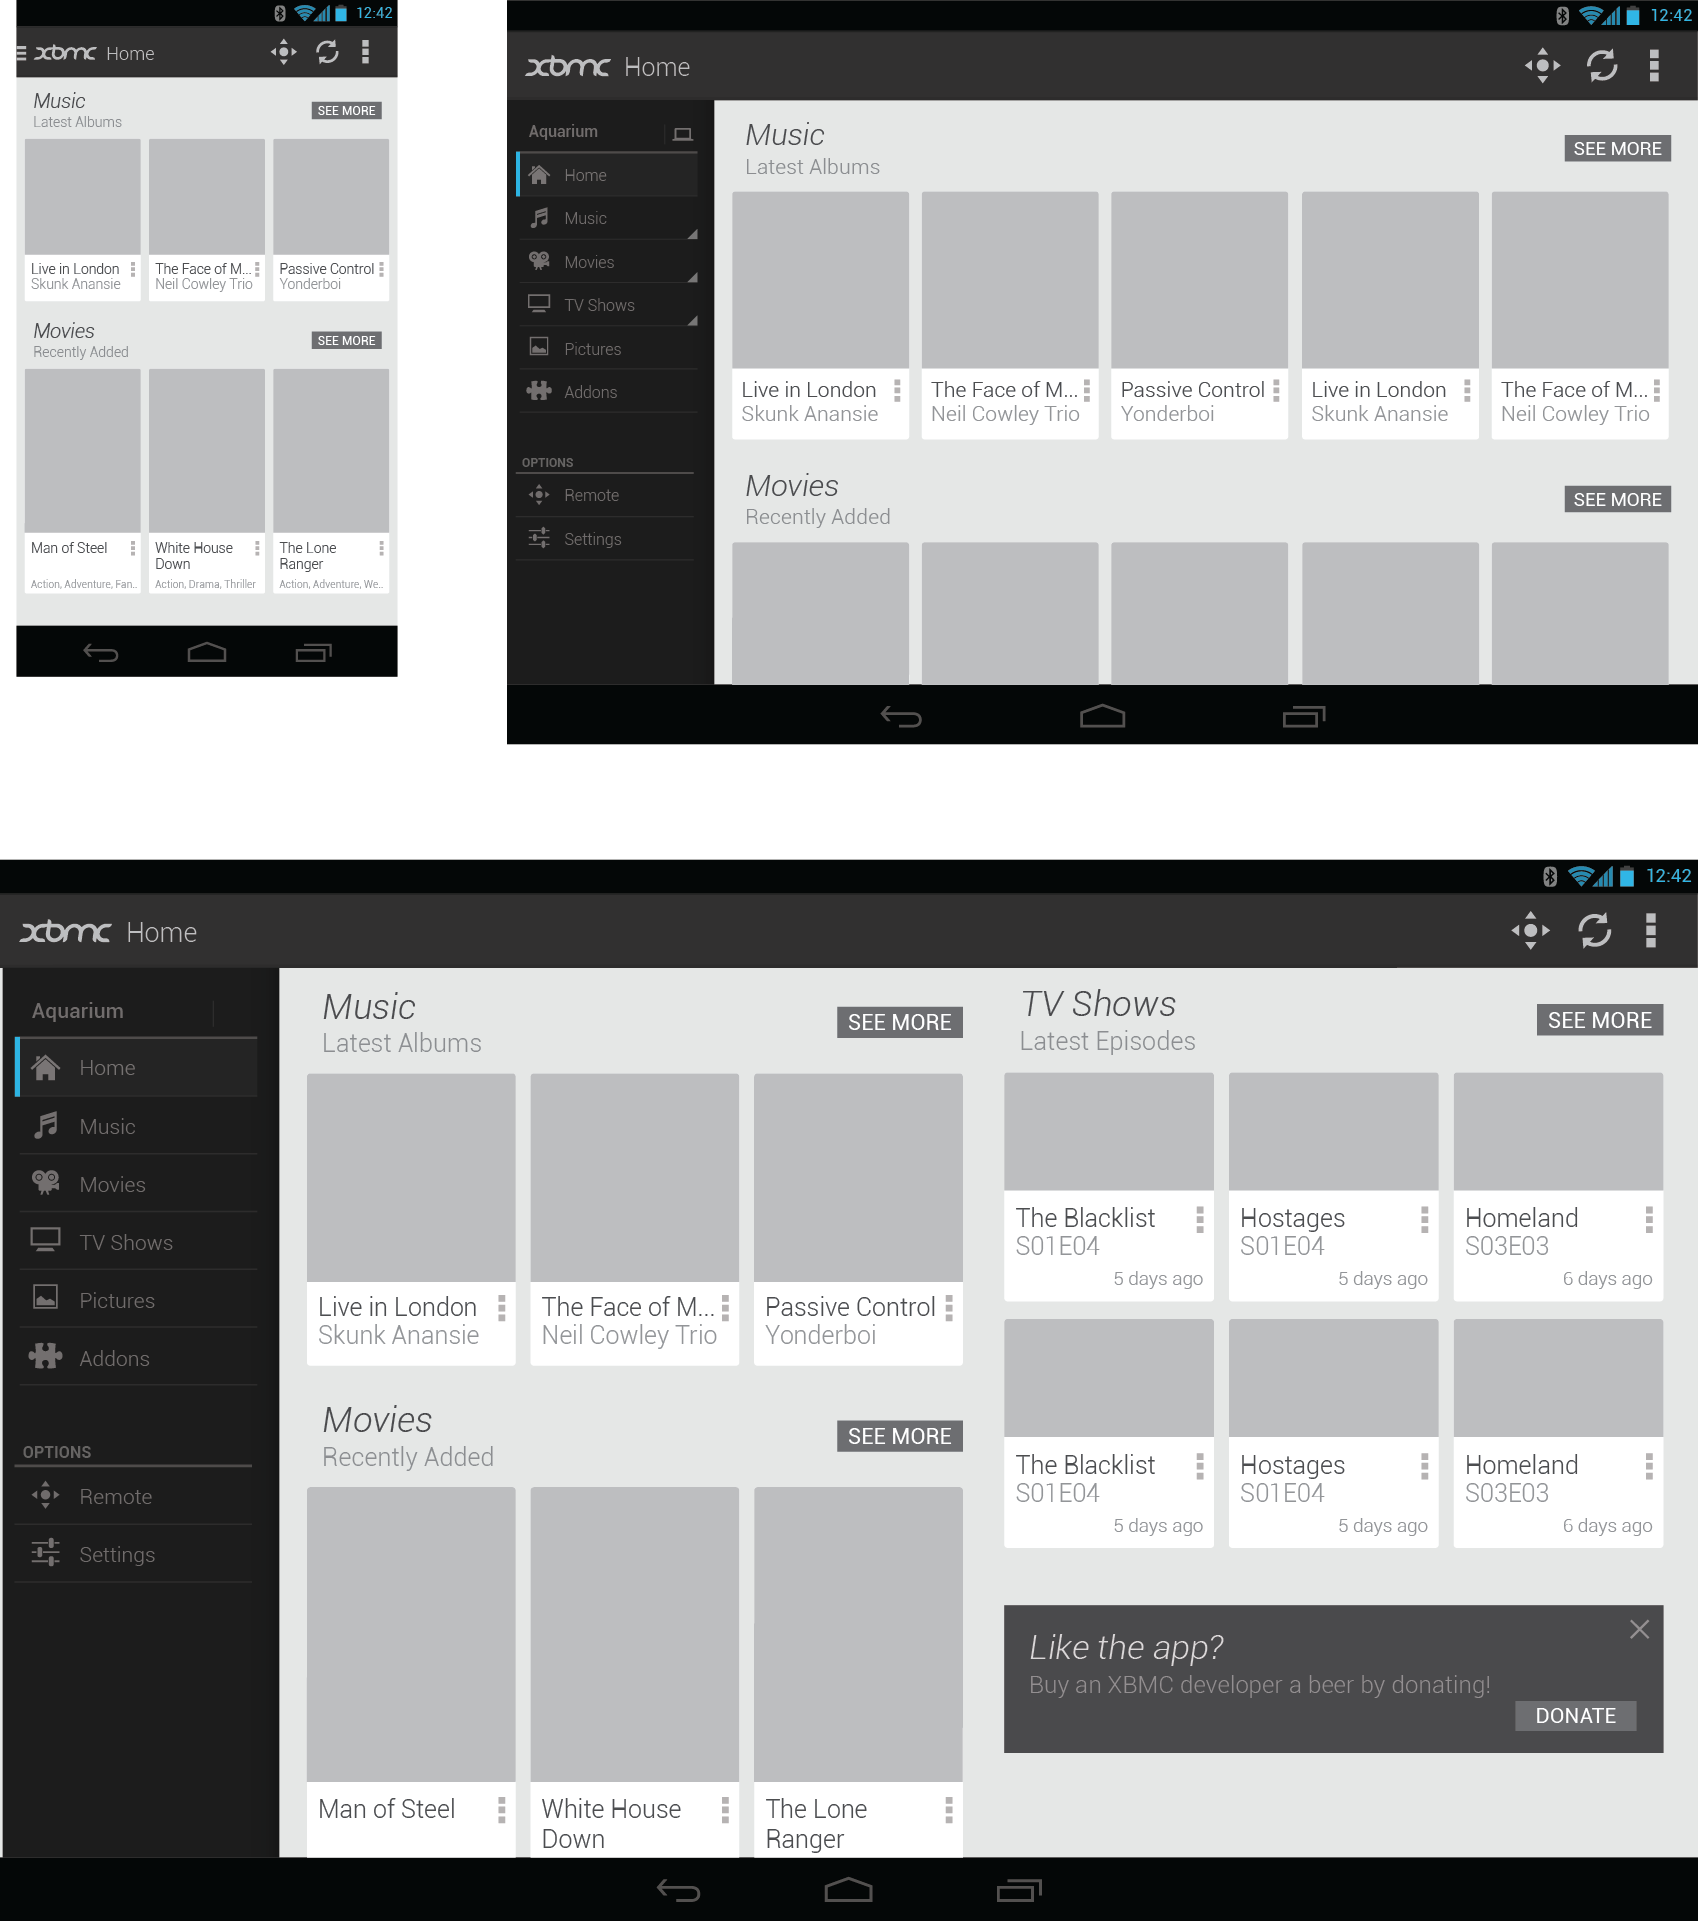 12:42
xbmc Home
Music
Latest Albums
SEE MORE
Live in London
Skunk Anansie
The Face of M...
Neil Cowley Trio
Passive Control
Yonderboi
Movies
Recently Added
SEE MORE
Man of Steel
Action, Adventure, Fan..
White House
Down
Action, Drama, Thriller
The Lone
Ranger
Action, Adventure, We..
12:42
xbmc Home
Aquarium
Home
Music
Movies
TV Shows
Pictures
Addons
OPTIONS
Remote
Settings
Music
Latest Albums
SEE MORE
Live in London
Skunk Anansie
The Face of M...
Neil Cowley Trio
Passive Control
Yonderboi
Live in London
Skunk Anansie
The Face of M...
Neil Cowley Trio
Movies
Recently Added
SEE MORE
12:42
xbmc Home
Aquarium
Home
Music
Movies
TV Shows
Pictures
Addons
OPTIONS
Remote
Settings
Music
Latest Albums
SEE MORE
Live in London
Skunk Anansie
The Face of M...
Neil Cowley Trio
Passive Control
Yonderboi
Movies
Recently Added
SEE MORE
Man of Steel
White House
Down
The Lone
Ranger
TV Shows
Latest Episodes
SEE MORE
The Blacklist
S01E04
5 days ago
Hostages
S01E04
5 days ago
Homeland
S03E03
6 days ago
The Blacklist
S01E04
5 days ago
Hostages
S01E04
5 days ago
Homeland
S03E03
6 days ago
Like the app?
Buy an XBMC developer a beer by donating!
DONATE